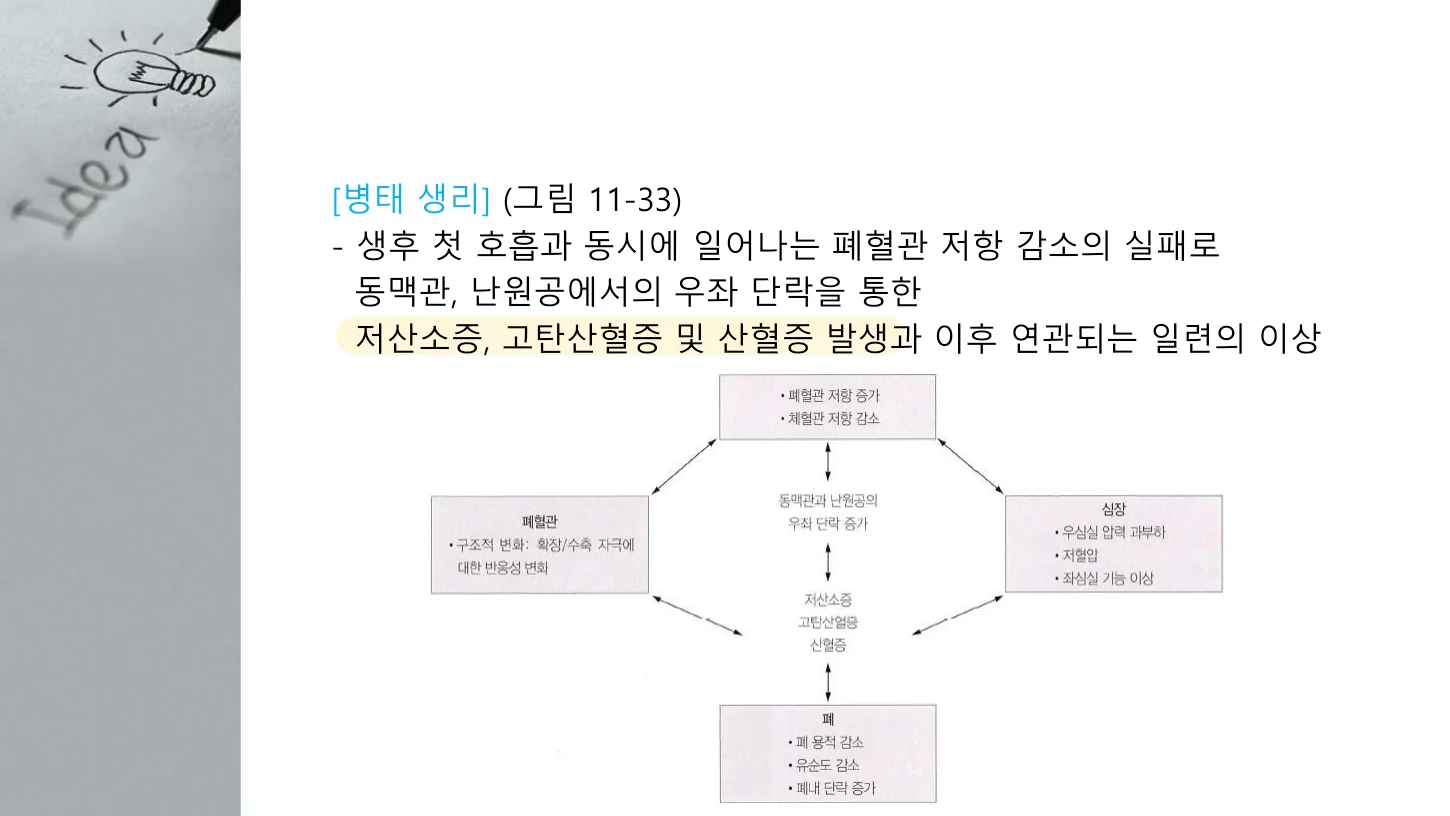 Idea
[병태 생리] (그림 11-33)
- 생후 첫 호흡과 동시에 일어나는 폐혈관 저항 감소의 실패로
동맥관, 난원공에서의 우좌 단락을 통한
저산소증, 고탄산혈증 및 산혈증 발생과 이후 연관되는 일련의 이상
• 폐혈관 저항 증가
• 체혈관 저항 감소
동맥관과 난원공의
우좌 단락 증가
폐혈관
• 구조적 변화: 확장/수축 자극에
대한 반응성 변화
심장
• 우심실 압력 과부하
• 저혈압
• 좌심실 기능 이상
저산소증
고탄산혈증
산혈증
폐
• 폐 용적 감소
• 유순도 감소
• 폐내 단락 증가